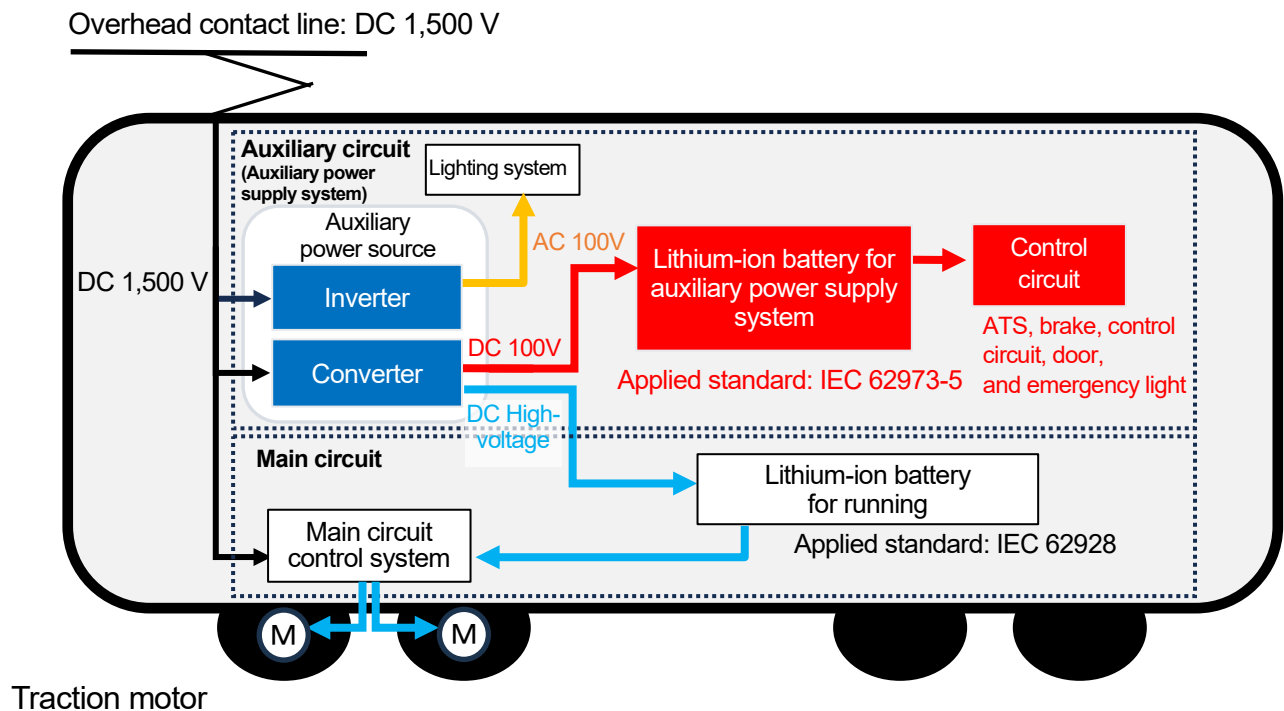 Overhead contact line: DC 1,500 V
Auxiliary circuit
(Auxiliary power
supply system)
Lighting system
Auxiliary
power source
AC 100V
DC 1,500 V
Inverter
Lithium-ion battery for
auxiliary power supply
system
Control
circuit
DC 100V
Converter
Applied standard: IEC 62973-5
ATS, brake, control
circuit, door,
and emergency light
DC High-
voltage
Main circuit
Lithium-ion battery
for running
Main circuit
control system
Applied standard: IEC 62928
M
M
Traction motor